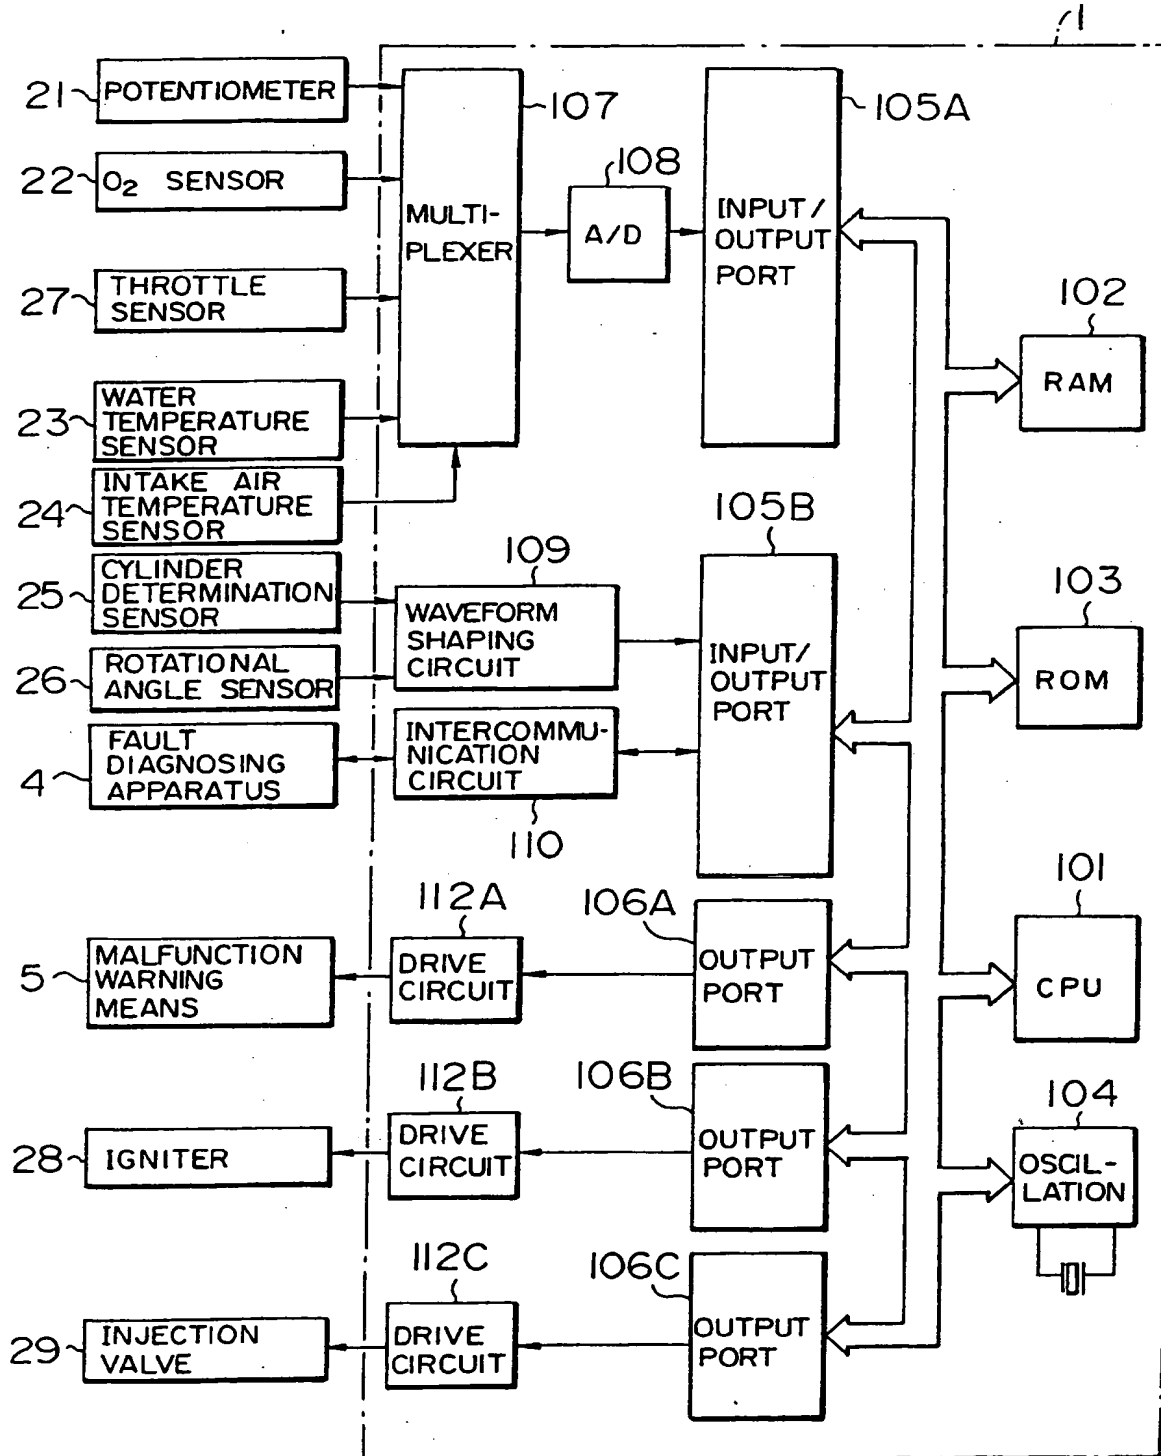 1
21 POTENTIOMETER
22 O2 SENSOR
27 THROTTLE
SENSOR
23 WATER
TEMPERATURE
SENSOR
24 INTAKE AIR
TEMPERATURE
SENSOR
25 CYLINDER
DETERMINATION
SENSOR
26 ROTATIONAL
ANGLE SENSOR
4 FAULT
DIAGNOSING
APPARATUS
5 MALFUNCTION
WARNING
MEANS
28 IGNITER
29 INJECTION
VALVE
107
MULTI-
PLEXER
108
A/D
105A
INPUT/
OUTPUT
PORT
109
WAVEFORM
SHAPING
CIRCUIT
INTERCOMMU-
NICATION
CIRCUIT
110
105B
INPUT/
OUTPUT
PORT
112A
DRIVE
CIRCUIT
106A
OUTPUT
PORT
112B
DRIVE
CIRCUIT
106B
OUTPUT
PORT
112C
DRIVE
CIRCUIT
106C
OUTPUT
PORT
102
RAM
103
ROM
101
CPU
104
OSCIL-
LATION